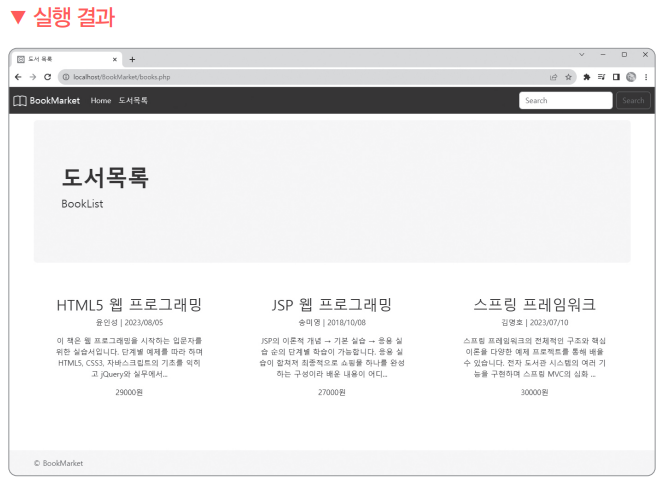 ▼ 실행 결과
도서 목록
localhost/BookMarket/books.php
BookMarket Home 도서목록 Search Search
도서목록
BookList
HTML5 웹 프로그래밍
윤인성 | 2023/08/05
이 책은 웹 프로그래밍을 시작하는 입문자를
위한 실습서입니다. 단계별 예제를 따라 하며
HTML5, CSS3, 자바스크립트의 기초를 익히
고 jQuery와 실무에서...
29000원
JSP 웹 프로그래밍
송미영 | 2018/10/08
JSP의 이론적 개념 → 기본 실습 → 응용 실
습 순의 단계별 학습이 가능합니다. 응용 실
습이 합쳐저 최종적으로 쇼핑몰 하나를 완성
하는 구성이라 배운 내용이 어디...
27000원
스프링 프레임워크
김영호 | 2023/07/10
스프링 프레임워크의 전체적인 구조와 핵심
이론을 다양한 예제 프로젝트를 통해 배울
수 있습니다. 전자 도서관 시스템의 여러 기
능을 구현하며 스프링 MVC의 심화 ...
30000원
© BookMarket